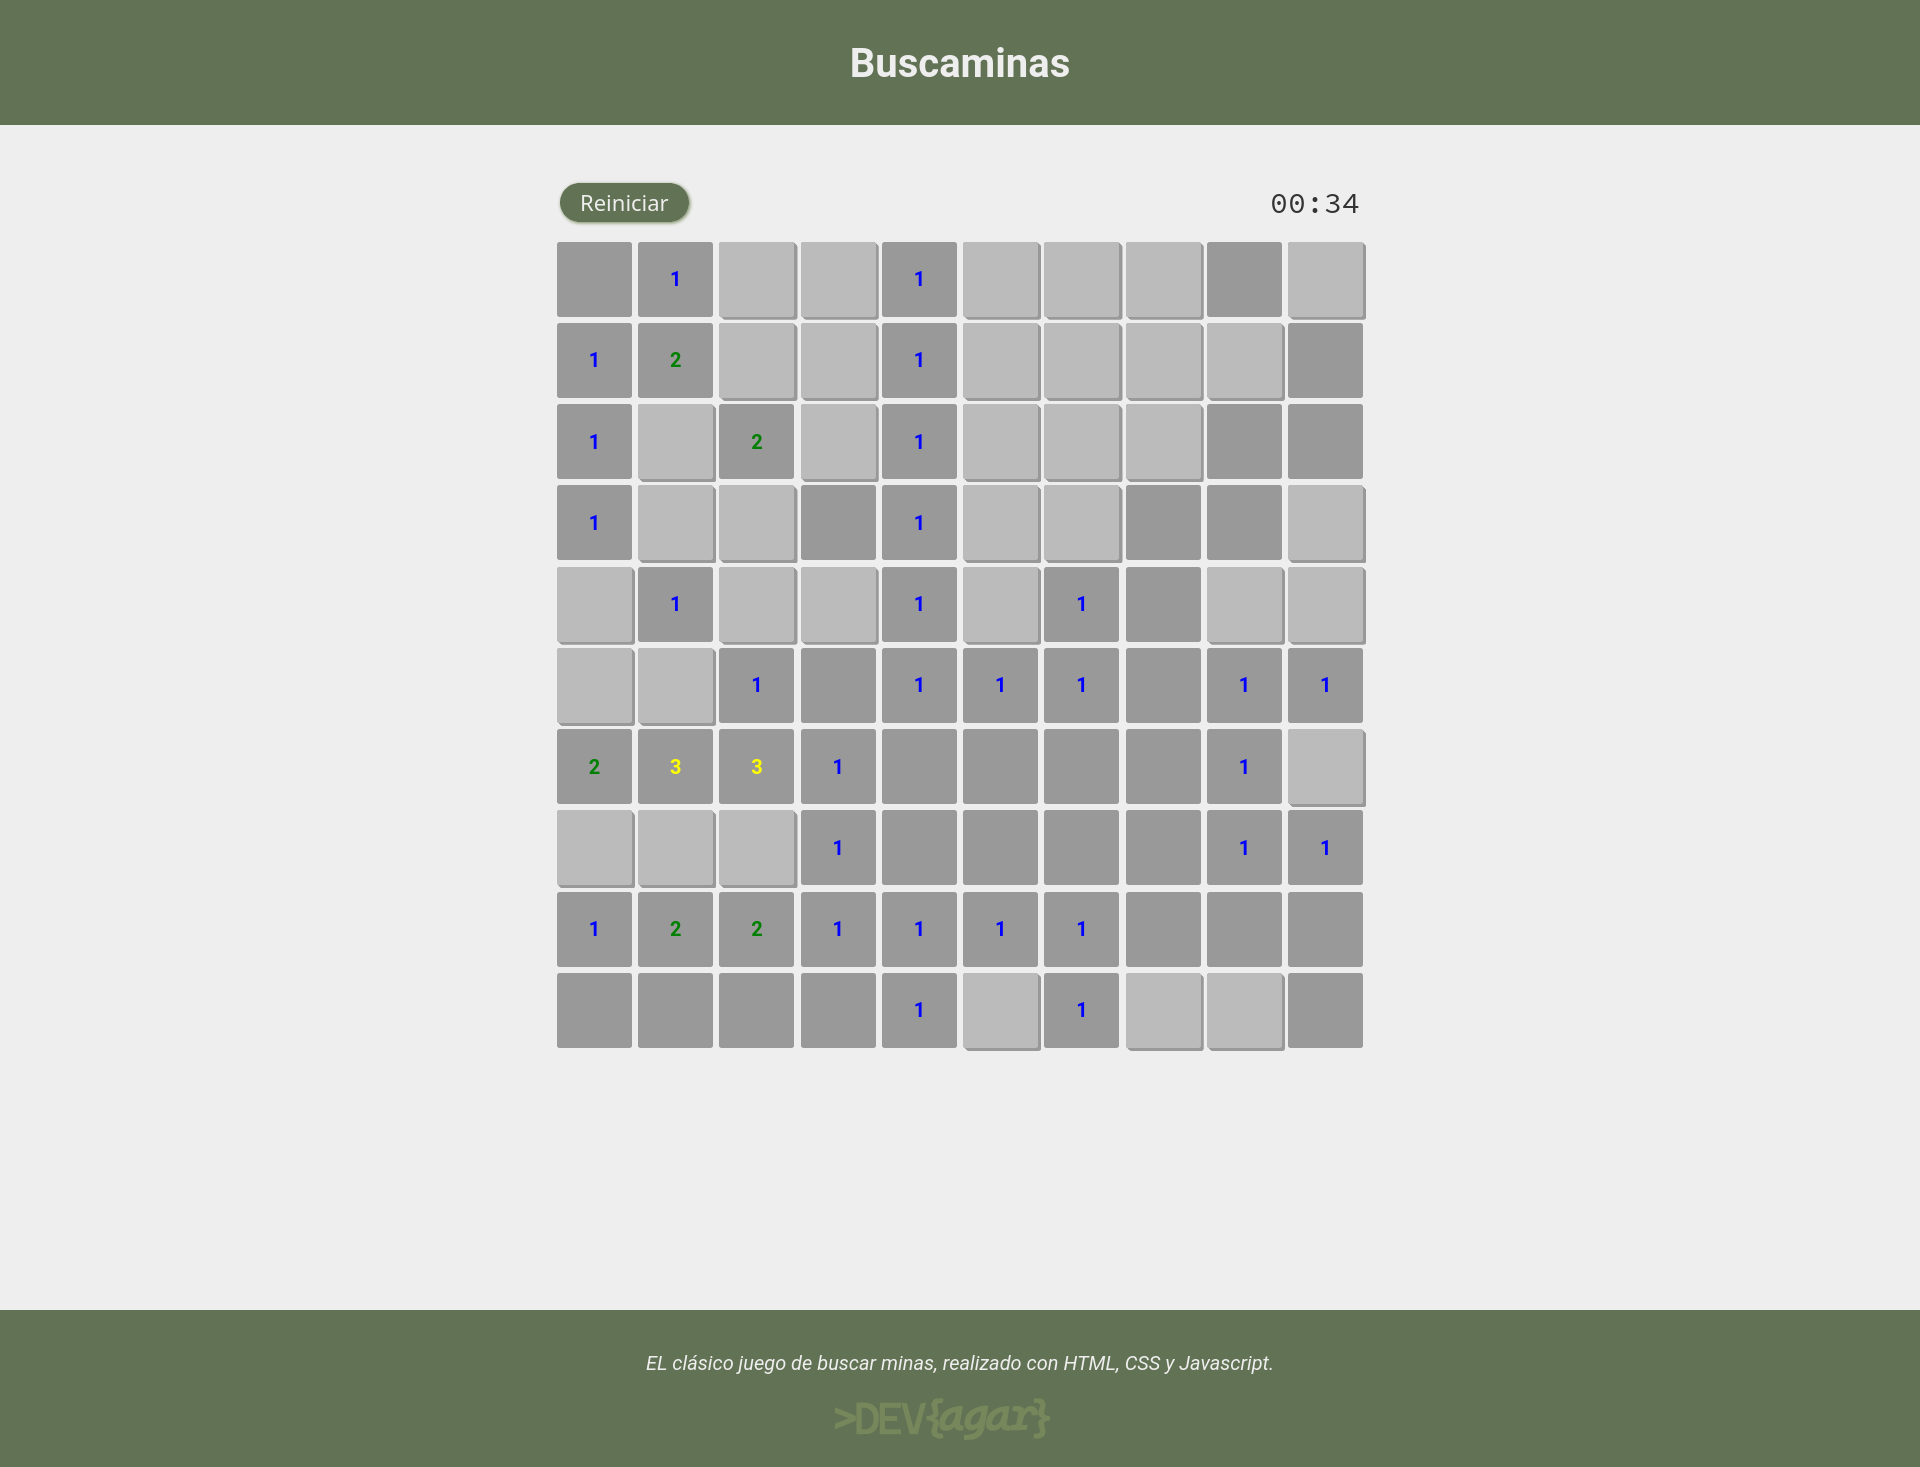 Buscaminas
Reiniciar 00:34
1 1
1 2 1
1 2 1
1 1
1 1 1
1 1 1 1 1 1
2 3 3 1 1
1 1 1
1 2 2 1 1 1 1
1 1
EL clásico juego de buscar minas, realizado con HTML, CSS y Javascript.
>DEV{agar}